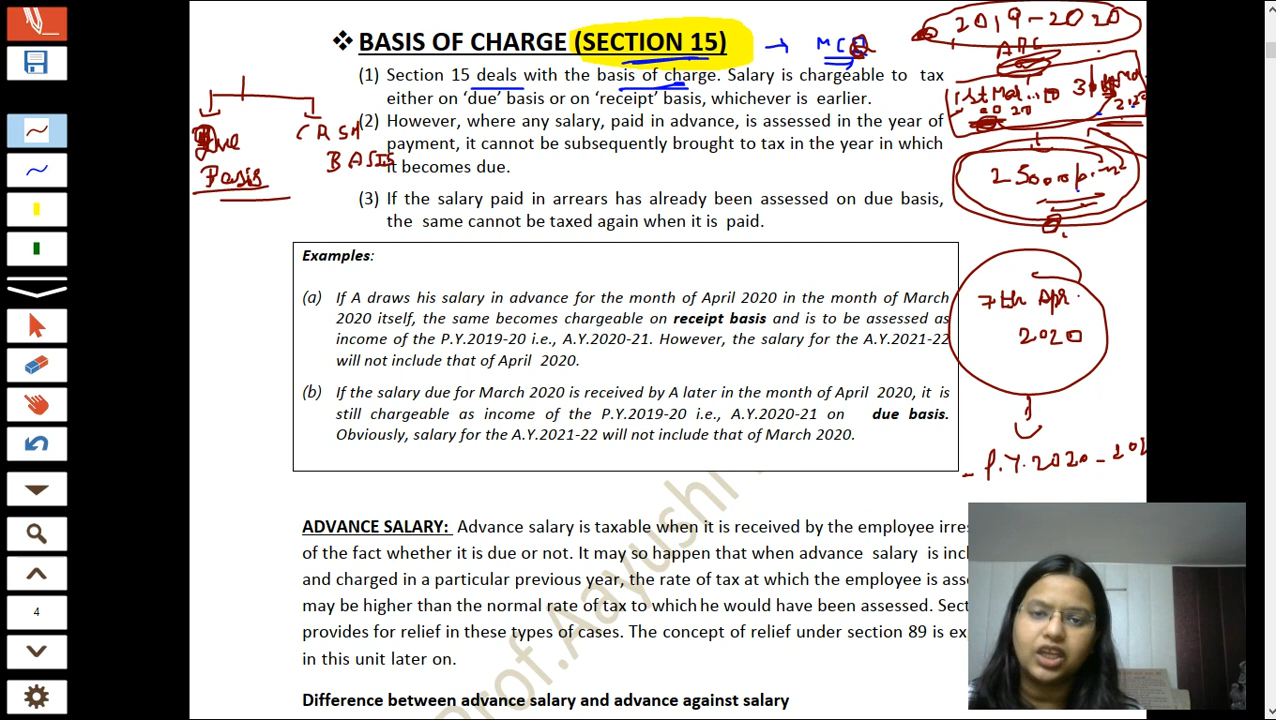 ❖ BASIS OF CHARGE (SECTION 15) → MCQ
(1) Section 15 deals with the basis of charge. Salary is chargeable to tax
either on ‘due’ basis or on ‘receipt’ basis, whichever is earlier.
(2) However, where any salary, paid in advance, is assessed in the year of
payment, it cannot be subsequently brought to tax in the year in which
it becomes due.
(3) If the salary paid in arrears has already been assessed on due basis,
the same cannot be taxed again when it is paid.
Due
Basis
CASH
BASIS
2019-2020
1st Mar
25000 p.m
7th Apr.
2020
P.Y. 2020-202
Examples:
(a) If A draws his salary in advance for the month of April 2020 in the month of March
2020 itself, the same becomes chargeable on receipt basis and is to be assessed as
income of the P.Y.2019-20 i.e., A.Y.2020-21. However, the salary for the A.Y.2021-22
will not include that of April 2020.
(b) If the salary due for March 2020 is received by A later in the month of April 2020, it is
still chargeable as income of the P.Y.2019-20 i.e., A.Y.2020-21 on due basis.
Obviously, salary for the A.Y.2021-22 will not include that of March 2020.
ADVANCE SALARY: Advance salary is taxable when it is received by the employee irres
of the fact whether it is due or not. It may so happen that when advance salary is incl
and charged in a particular previous year, the rate of tax at which the employee is asse
may be higher than the normal rate of tax to which he would have been assessed. Sect
provides for relief in these types of cases. The concept of relief under section 89 is ex
in this unit later on.
Difference between advance salary and advance against salary
Prof.Aayushi
4